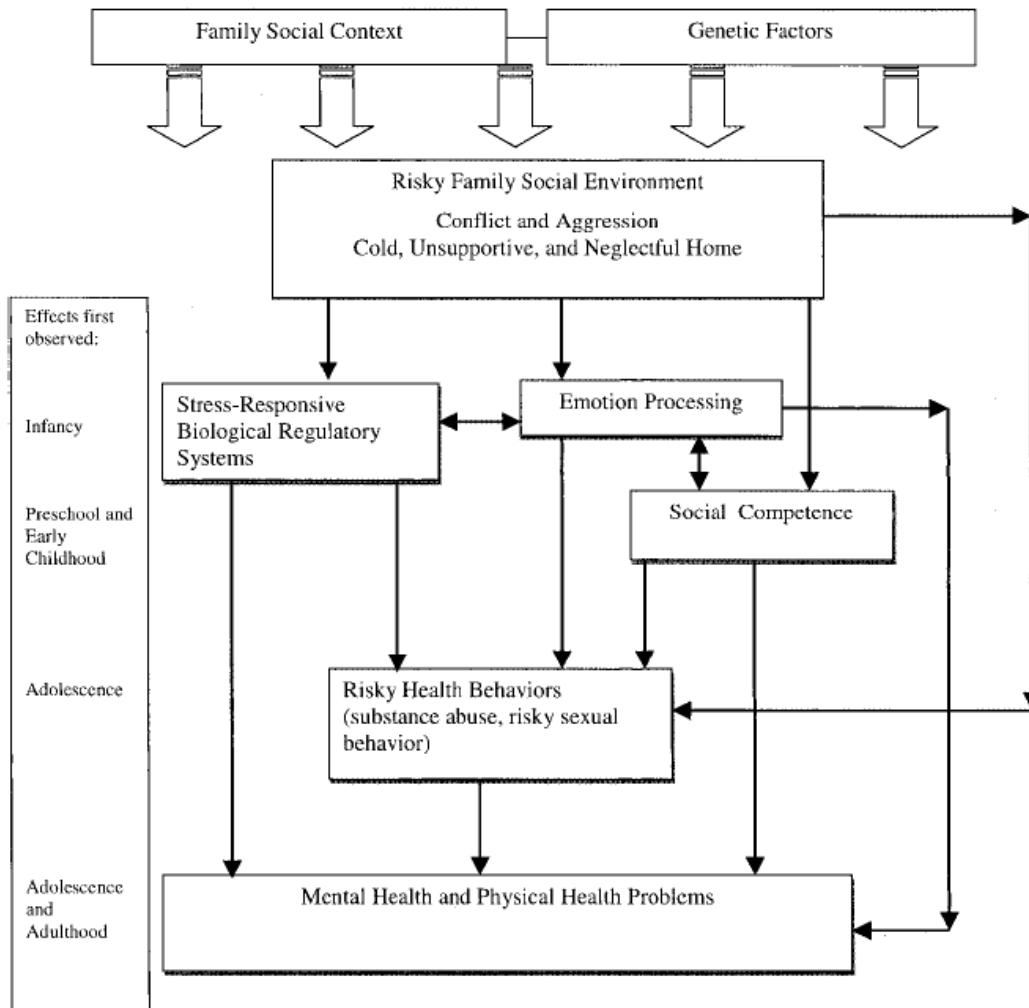 Family Social Context
Genetic Factors
Risky Family Social Environment
Conflict and Aggression
Cold, Unsupportive, and Neglectful Home
Effects first
observed:
Infancy
Stress-Responsive
Biological Regulatory
Systems
Emotion Processing
Preschool and
Early
Childhood
Social Competence
Adolescence
Risky Health Behaviors
(substance abuse, risky sexual
behavior)
Adolescence
and
Adulthood
Mental Health and Physical Health Problems